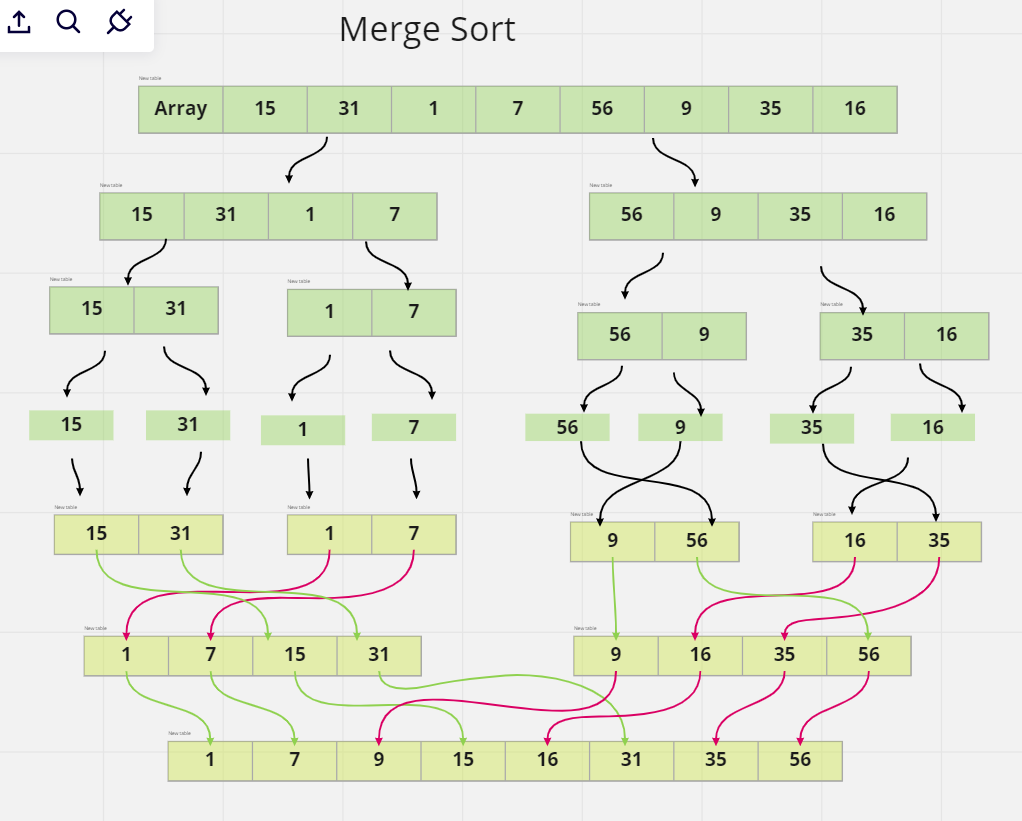 Merge Sort
New table
Array 15 31 1 7 56 9 35 16
New table New table
15 31 1 7 56 9 35 16
New table New table
15 31 1 7
New table New table
56 9 35 16
15 31 1 7 56 9 35 16
New table New table New table New table
15 31 1 7 9 56 16 35
New table New table
1 7 15 31 9 16 35 56
New table
1 7 9 15 16 31 35 56